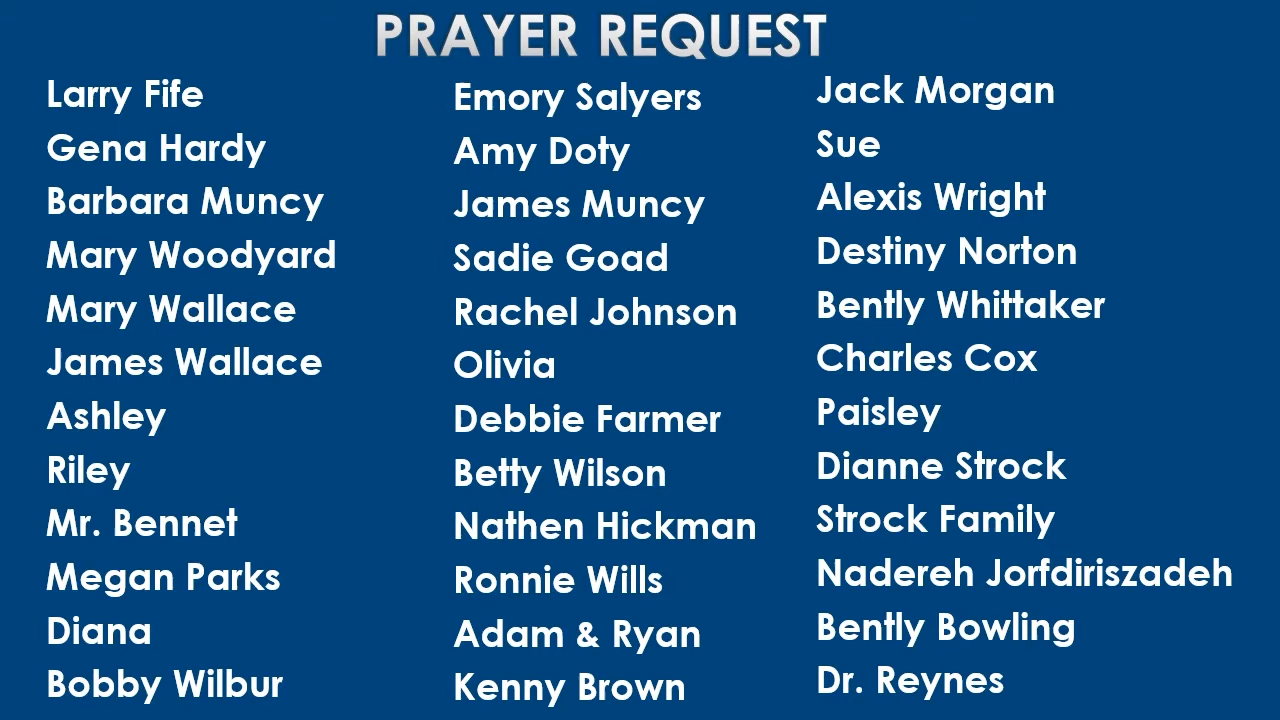 PRAYER REQUEST
Larry Fife
Gena Hardy
Barbara Muncy
Mary Woodyard
Mary Wallace
James Wallace
Ashley
Riley
Mr. Bennet
Megan Parks
Diana
Bobby Wilbur
Emory Salyers
Amy Doty
James Muncy
Sadie Goad
Rachel Johnson
Olivia
Debbie Farmer
Betty Wilson
Nathen Hickman
Ronnie Wills
Adam & Ryan
Kenny Brown
Jack Morgan
Sue
Alexis Wright
Destiny Norton
Bently Whittaker
Charles Cox
Paisley
Dianne Strock
Strock Family
Nadereh Jorfdiriszadeh
Bently Bowling
Dr. Reynes